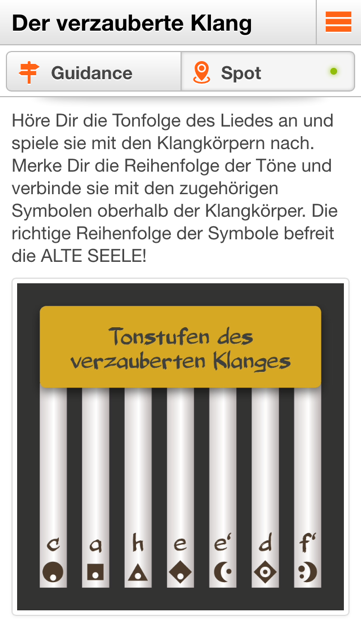 Der verzauberte Klang
Guidance
Spot
Höre Dir die Tonfolge des Liedes an und
spiele sie mit den Klangkörpern nach.
Merke Dir die Reihenfolge der Töne und
verbinde sie mit den zugehörigen
Symbolen oberhalb der Klangkörper. Die
richtige Reihenfolge der Symbole befreit
die ALTE SEELE!
Tonstufen des
verzauberten Klanges
c a h e e‘ d f‘